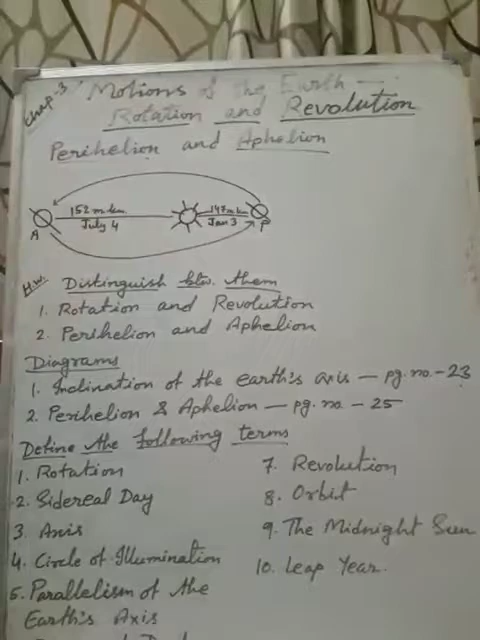 Chap-3 Motions of the Earth —
Rotation and Revolution
Perihelion and Aphelion
152 m km 147 m km
July 4 Jan 3
A P
H.W. Distinguish btw. them
1. Rotation and Revolution
2. Perihelion and Aphelion
Diagrams
1. Inclination of the earth's axis — pg. no. - 23
2. Perihelion & Aphelion — pg. no. - 25
Define the following terms
1. Rotation
2. Sidereal Day
3. Axis
4. Circle of Illumination
5. Parallelism of the
Earth's Axis
7. Revolution
8. Orbit
9. The Midnight Sun
10. Leap Year.